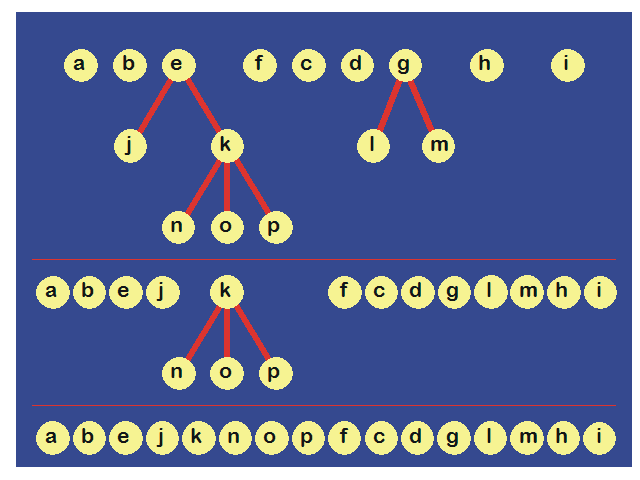 a b e f c d g h i
j k l m
n o p
a b e j k f c d g l m h i
n o p
a b e j k n o p f c d g l m h i